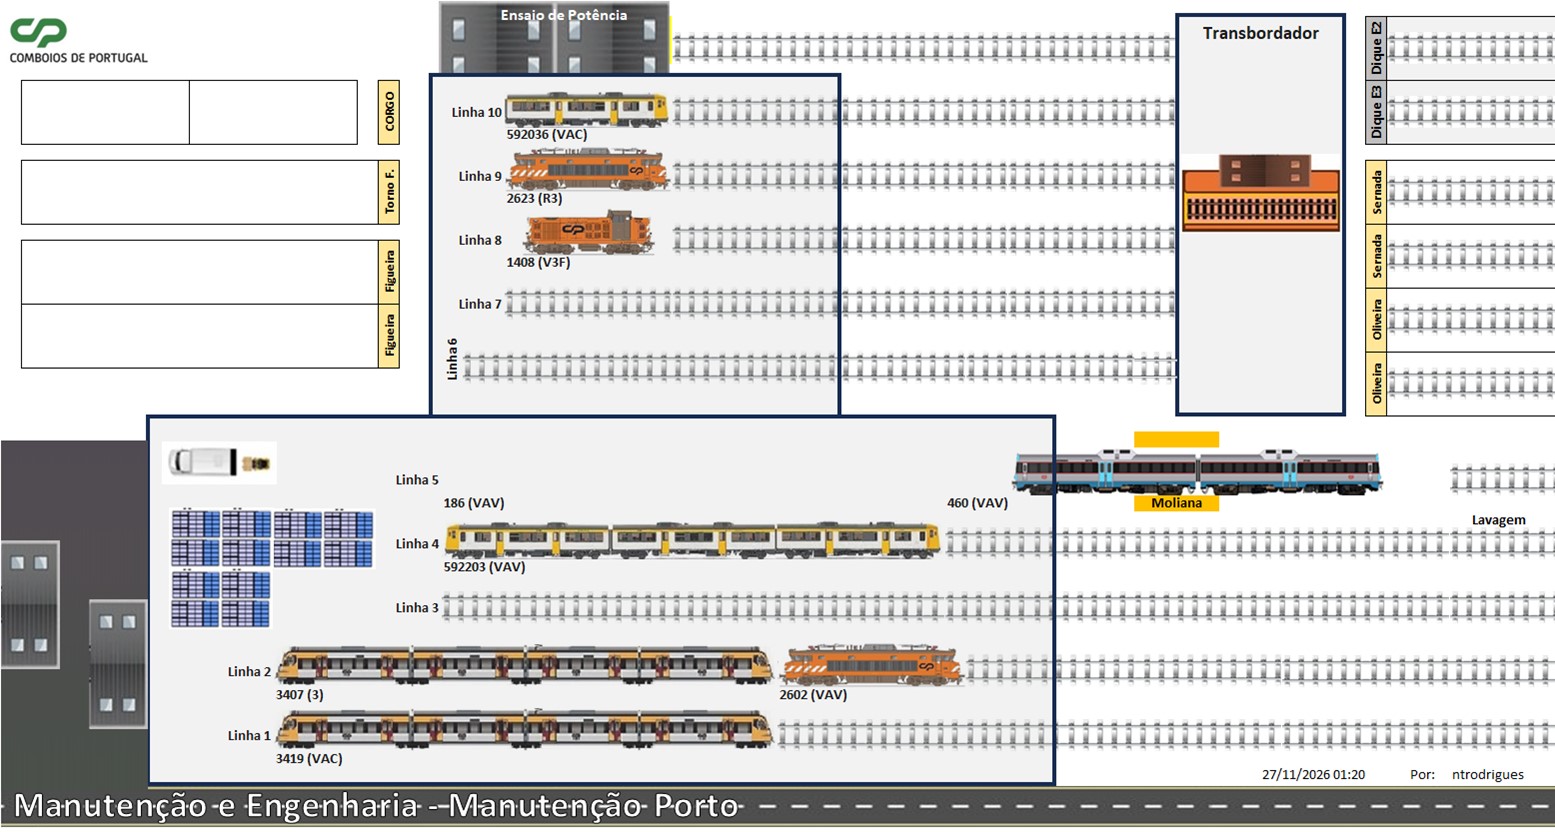 Ensaio de Potência
Transbordador
COMBOIOS DE PORTUGAL
CORGO
Torno F.
Figueira
Figueira
Linha 10
592036 (VAC)
Linha 9
2623 (R3)
Linha 8
1408 (V3F)
Linha 7
Linha 6
Dique E2
Dique E3
Sernada
Sernada
Oliveira
Oliveira
Linha 5
186 (VAV)
460 (VAV)
Moliana
Lavagem
Linha 4
592203 (VAV)
Linha 3
Linha 2
3407 (3)
2602 (VAV)
Linha 1
3419 (VAC)
27/11/2026 01:20 Por: ntrodrigues
Manutenção e Engenharia - Manutenção Porto